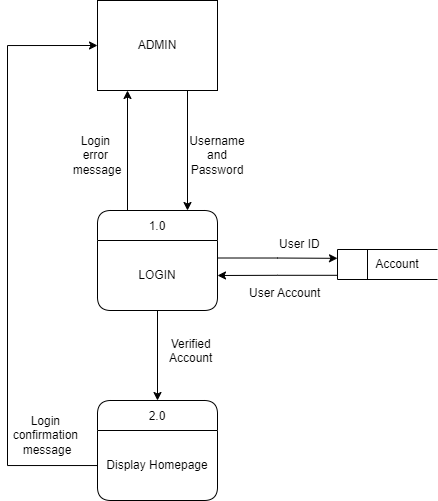 ADMIN
Login
error
message
Username
and
Password
1.0
LOGIN
User ID
Account
User Account
Verified
Account
2.0
Display Homepage
Login
confirmation
message